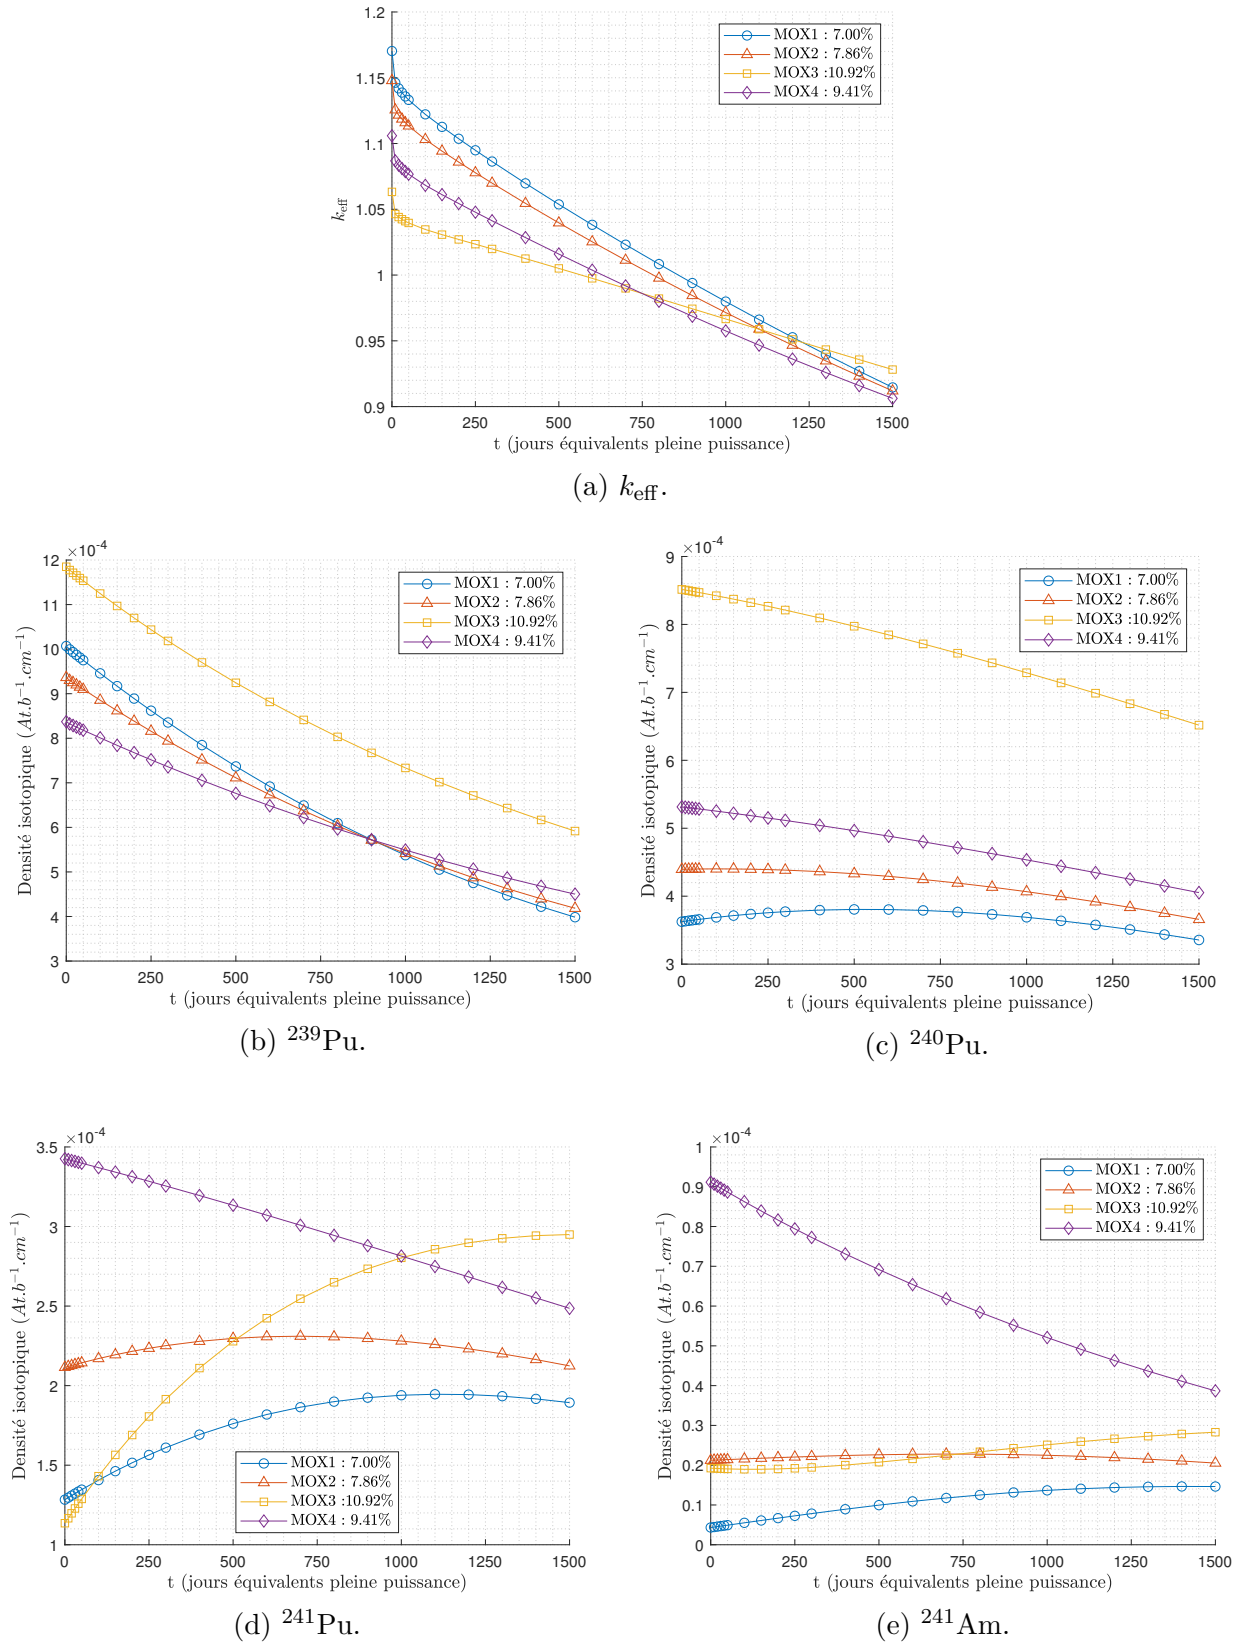 1.2
1.15
1.1
1.05
1
0.95
0.9
k_eff
MOX1 : 7.00%
MOX2 : 7.86%
MOX3 :10.92%
MOX4 : 9.41%
0 250 500 750 1000 1250 1500
t (jours équivalents pleine puissance)
(a) k_eff.
×10^-4
12
11
10
9
8
7
6
5
4
3
Densité isotopique (At.b^−1.cm^−1)
MOX1 : 7.00%
MOX2 : 7.86%
MOX3 :10.92%
MOX4 : 9.41%
0 250 500 750 1000 1250 1500
t (jours équivalents pleine puissance)
(b) ^239Pu.
×10^-4
9
8
7
6
5
4
3
Densité isotopique (At.b^−1.cm^−1)
MOX1 : 7.00%
MOX2 : 7.86%
MOX3 :10.92%
MOX4 : 9.41%
0 250 500 750 1000 1250 1500
t (jours équivalents pleine puissance)
(c) ^240Pu.
×10^-4
3.5
3
2.5
2
1.5
1
Densité isotopique (At.b^−1.cm^−1)
MOX1 : 7.00%
MOX2 : 7.86%
MOX3 :10.92%
MOX4 : 9.41%
0 250 500 750 1000 1250 1500
t (jours équivalents pleine puissance)
(d) ^241Pu.
×10^-4
1
0.9
0.8
0.7
0.6
0.5
0.4
0.3
0.2
0.1
0
Densité isotopique (At.b^−1.cm^−1)
MOX1 : 7.00%
MOX2 : 7.86%
MOX3 :10.92%
MOX4 : 9.41%
0 250 500 750 1000 1250 1500
t (jours équivalents pleine puissance)
(e) ^241Am.